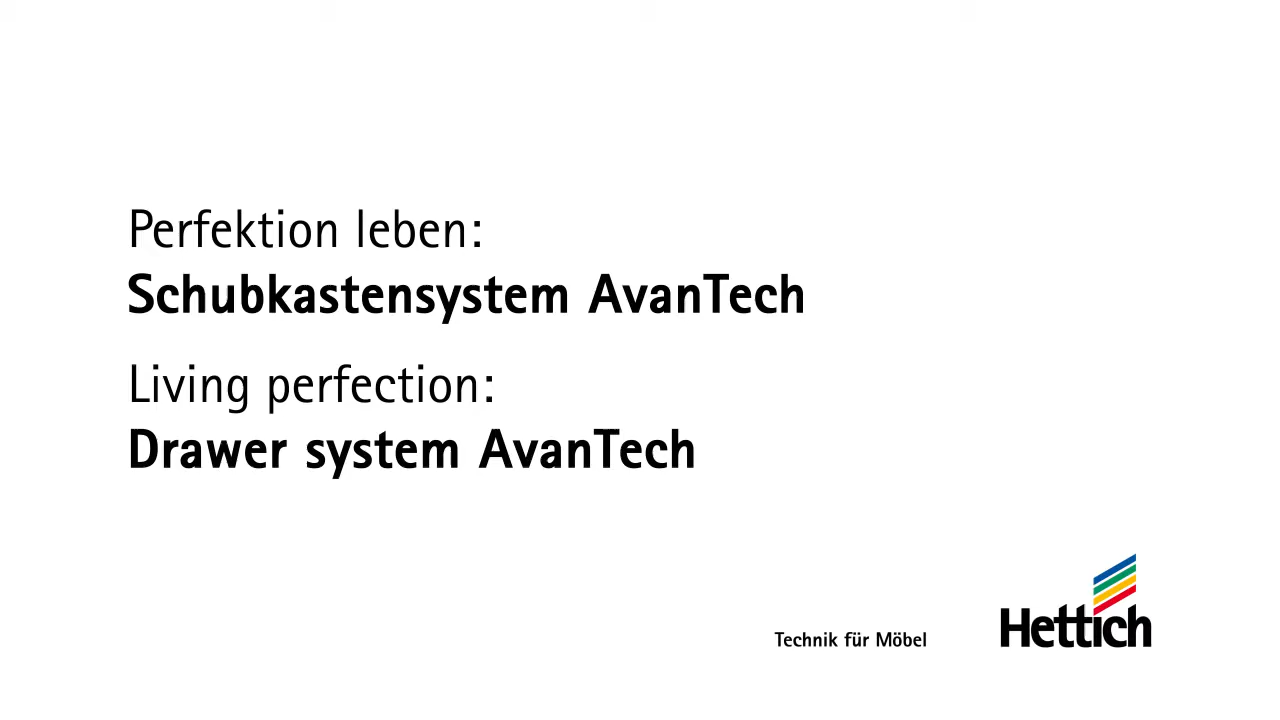 Perfektion leben:
Schubkastensystem AvanTech
Living perfection:
Drawer system AvanTech
Technik für Möbel
Hettich